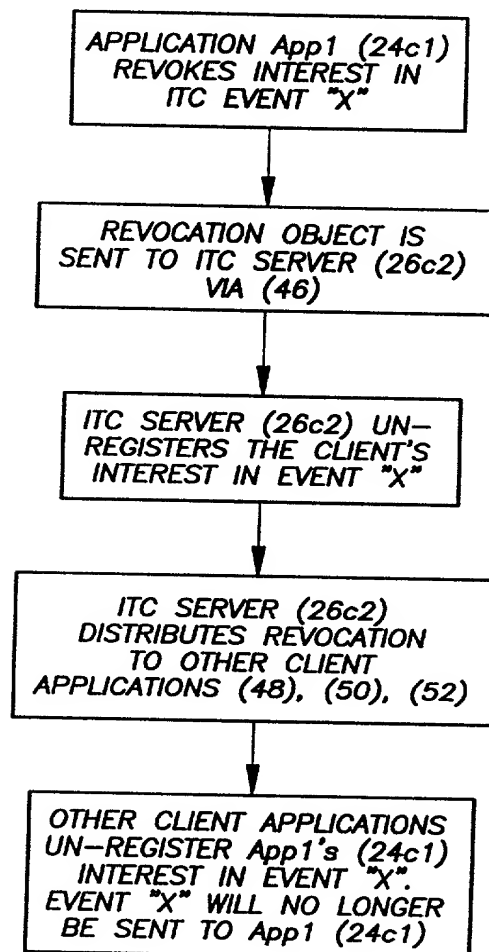 APPLICATION App1 (24c1)
REVOKES INTEREST IN
ITC EVENT "X"
REVOCATION OBJECT IS
SENT TO ITC SERVER (26c2)
VIA (46)
ITC SERVER (26c2) UN-
REGISTERS THE CLIENT'S
INTEREST IN EVENT "X"
ITC SERVER (26c2)
DISTRIBUTES REVOCATION
TO OTHER CLIENT
APPLICATIONS (48), (50), (52)
OTHER CLIENT APPLICATIONS
UN-REGISTER App1's (24c1)
INTEREST IN EVENT "X".
EVENT "X" WILL NO LONGER
BE SENT TO App1 (24c1)